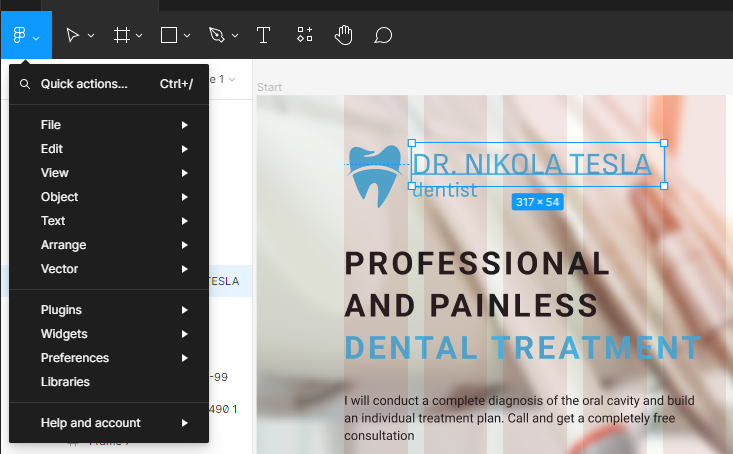 e 1
Quick actions... Ctrl+/
File
Edit
View
Object
Text
Arrange
Vector
TESLA
Plugins
Widgets
Preferences
Libraries
-99
490 1
Help and account
Frame 7
Start
DR. NIKOLA TESLA
dentist
317 × 54
PROFESSIONAL
AND PAINLESS
DENTAL TREATMENT
I will conduct a complete diagnosis of the oral cavity and build
an individual treatment plan. Call and get a completely free
consultation